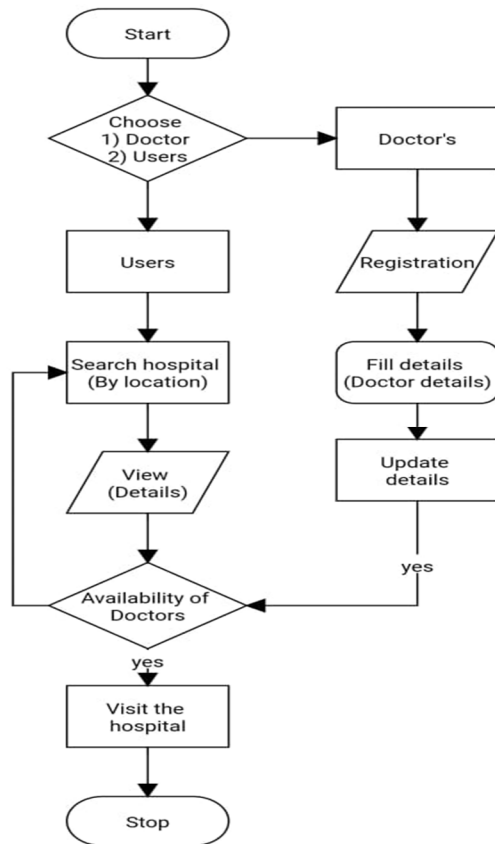 Start
Choose
1) Doctor
2) Users
Doctor's
Users
Registration
Search hospital
(By location)
Fill details
(Doctor details)
View
(Details)
Update
details
yes
Availability of
Doctors
yes
Visit the
hospital
Stop